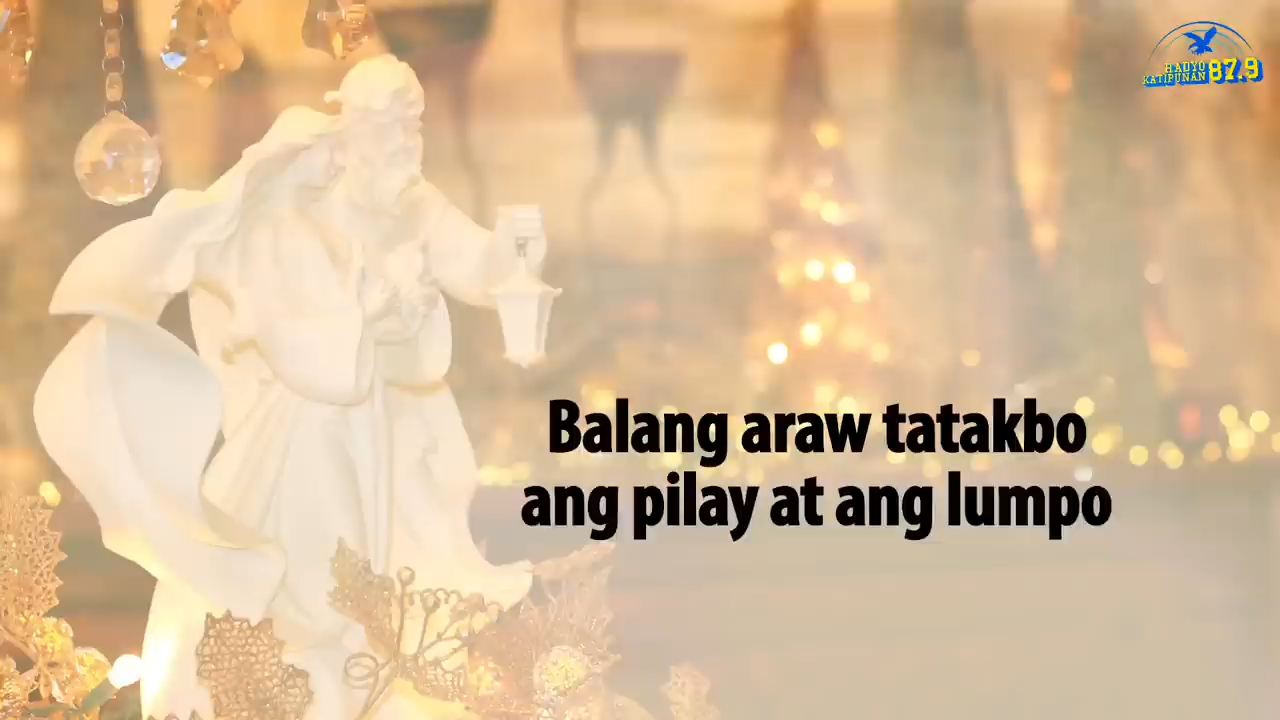 RADYO
KATIPUNAN 87.9
Balang araw tatakbo
ang pilay at ang lumpo